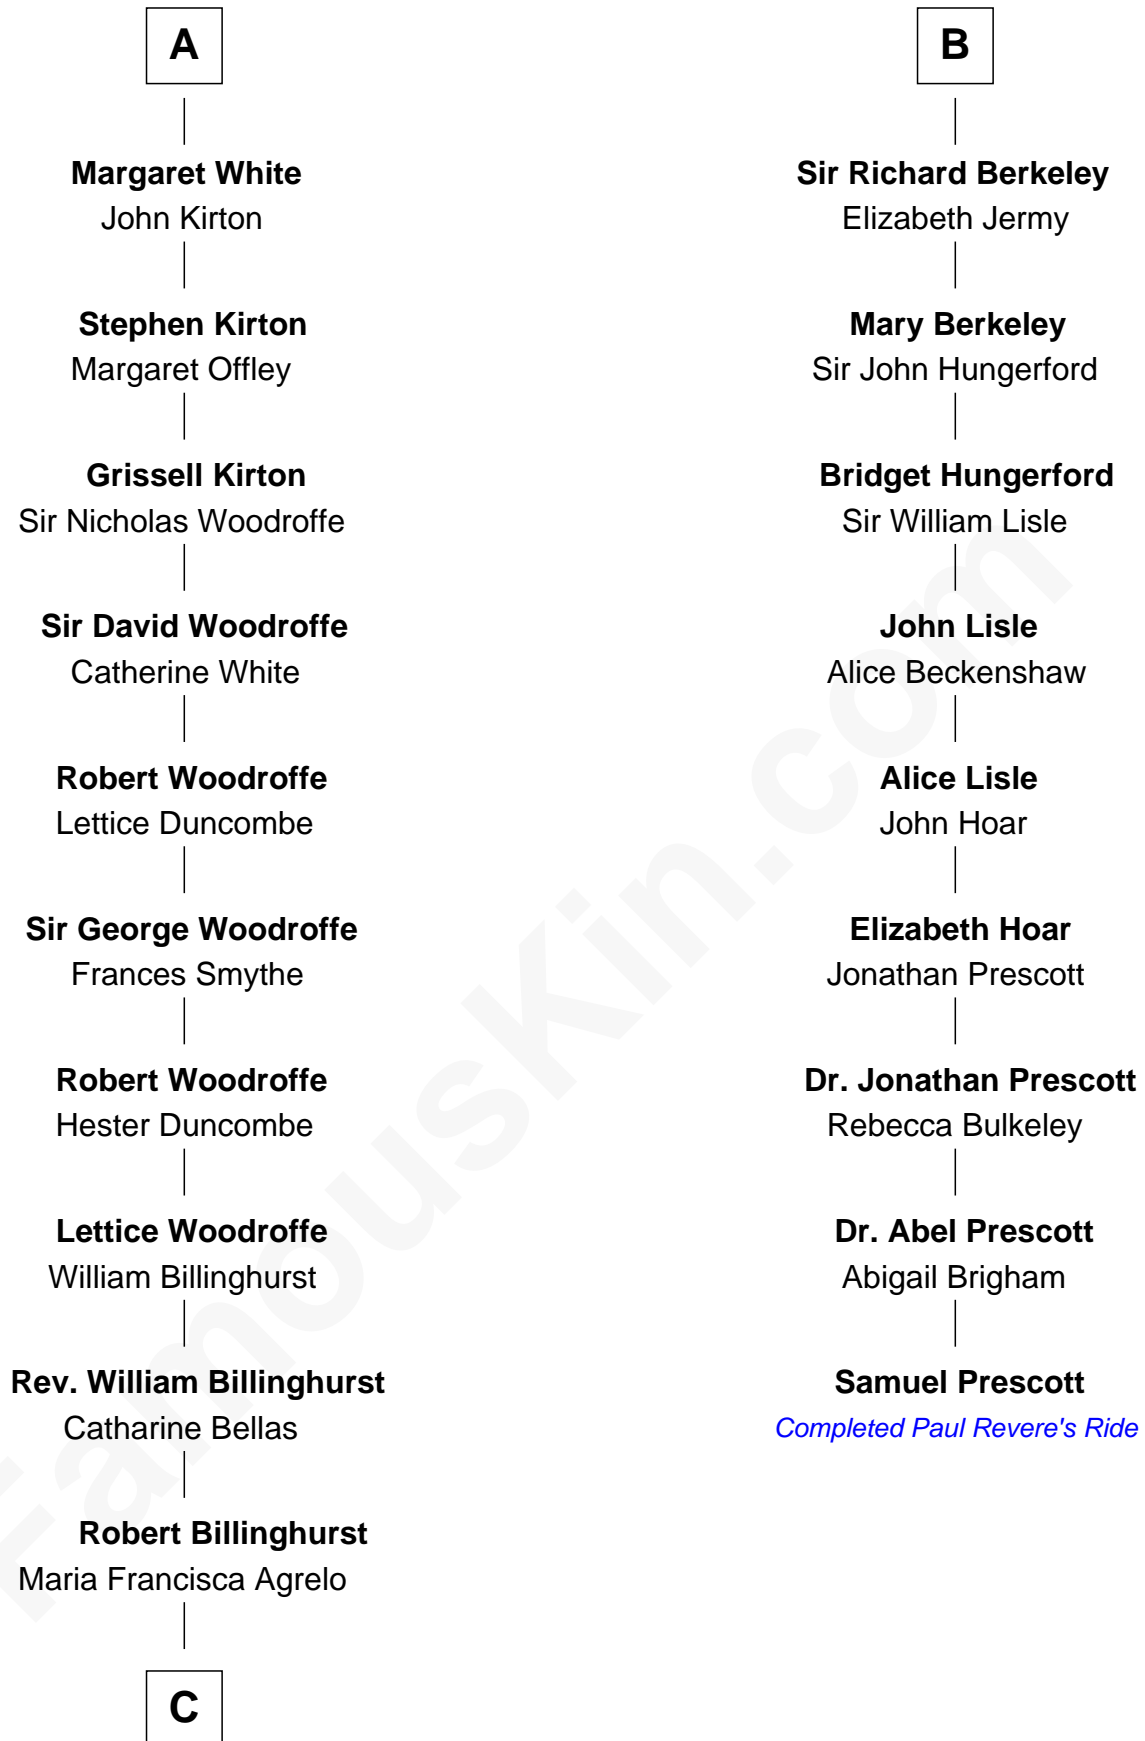 A
Margaret White
John Kirton
Stephen Kirton
Margaret Offley
Grissell Kirton
Sir Nicholas Woodroffe
Sir David Woodroffe
Catherine White
Robert Woodroffe
Lettice Duncombe
Sir George Woodroffe
Frances Smythe
Robert Woodroffe
Hester Duncombe
Lettice Woodroffe
William Billinghurst
Rev. William Billinghurst
Catharine Bellas
Robert Billinghurst
Maria Francisca Agrelo
C
B
Sir Richard Berkeley
Elizabeth Jermy
Mary Berkeley
Sir John Hungerford
Bridget Hungerford
Sir William Lisle
John Lisle
Alice Beckenshaw
Alice Lisle
John Hoar
Elizabeth Hoar
Jonathan Prescott
Dr. Jonathan Prescott
Rebecca Bulkeley
Dr. Abel Prescott
Abigail Brigham
Samuel Prescott
Completed Paul Revere's Ride
FamousKin.com